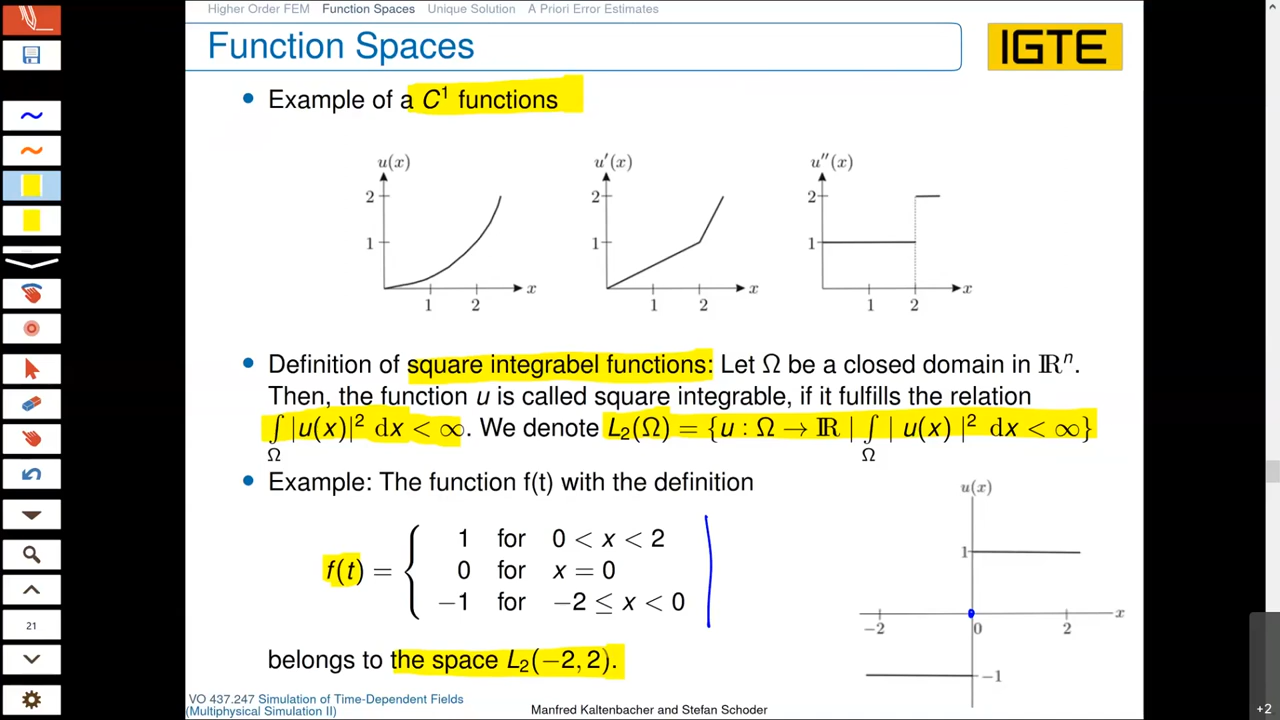 Higher Order FEM Function Spaces Unique Solution A Priori Error Estimates
Function Spaces
IGTE
• Example of a C¹ functions
u(x) u′(x) u″(x)
2 2 2
1 1 1
1 2 x 1 2 x 1 2 x
• Definition of square integrabel functions: Let Ω be a closed domain in ℝⁿ.
Then, the function u is called square integrable, if it fulfills the relation
∫|u(x)|² dx < ∞. We denote L₂(Ω) = {u : Ω → ℝ | ∫ | u(x) |² dx < ∞}
Ω Ω
• Example: The function f(t) with the definition
u(x)
1 for 0 < x < 2
1
f(t) = { 0 for x = 0
−1 for −2 ≤ x < 0
−2 0 2 x
belongs to the space L₂(−2, 2).
−1
VO 437.247 Simulation of Time-Dependent Fields
(Multiphysical Simulation II)
Manfred Kaltenbacher and Stefan Schoder
21
+2